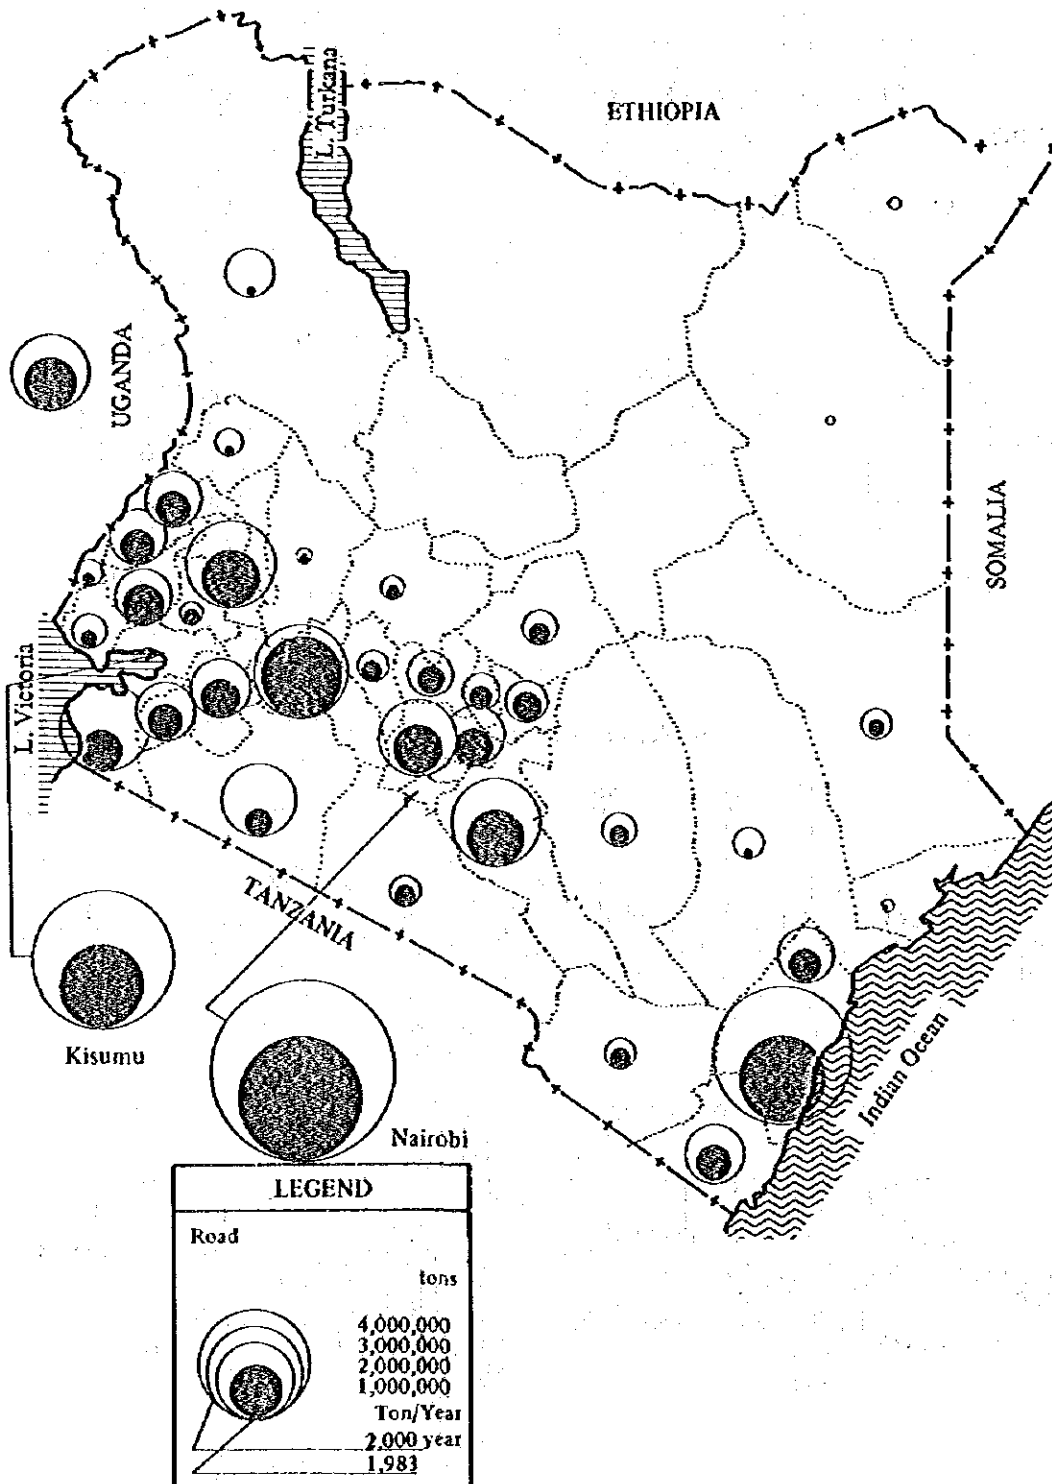 L. Turkana
ETHIOPIA
UGANDA
SOMALIA
L. Victoria
TANZANIA
Kisumu
Indian Ocean
Nairobi
LEGEND
Road
tons
4,000,000
3,000,000
2,000,000
1,000,000
Ton/Year
2,000 year
1,983